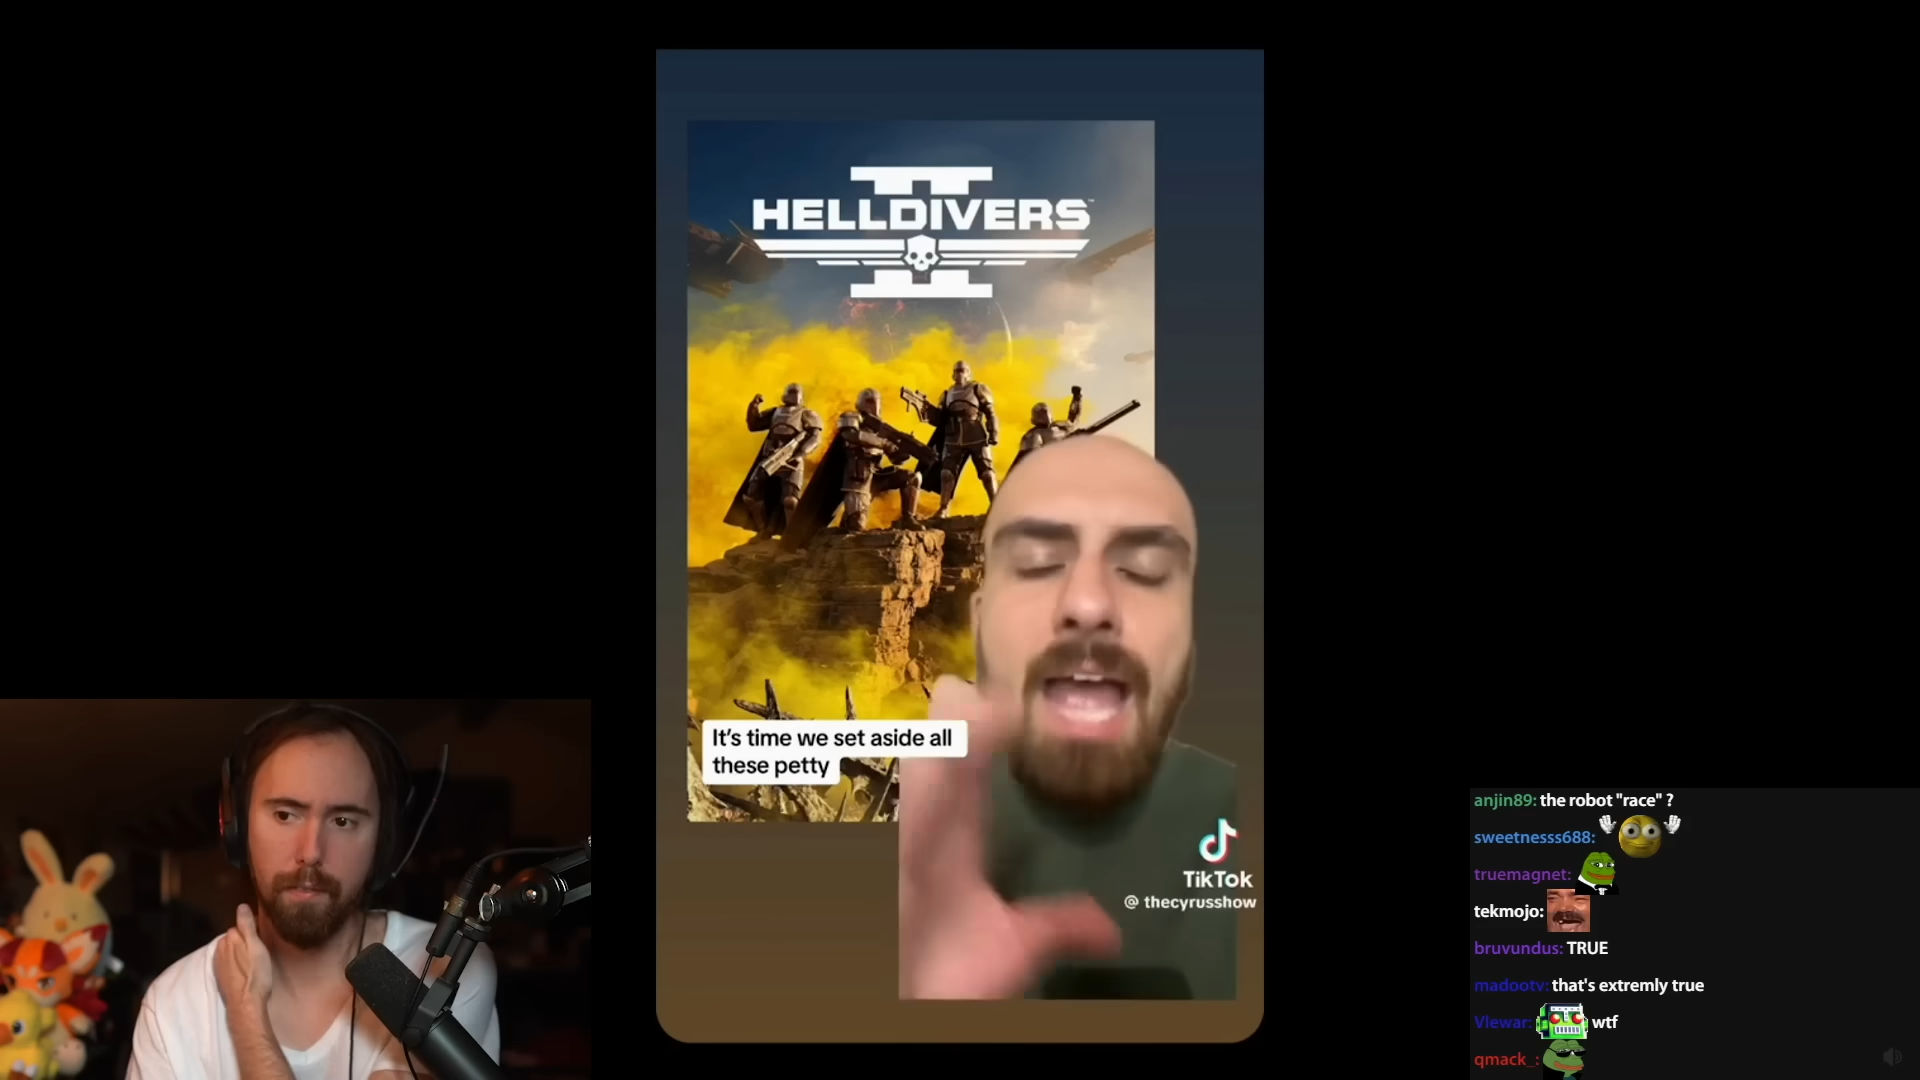 HELLDIVERS™
II
It's time we set aside all
these petty
TikTok
@ thecyrusshow
anjin89: the robot "race" ?
sweetnesss688:
truemagnet:
tekmojo:
bruvundus: TRUE
madootv: that's extremly true
Vlewar: wtf
qmack_: